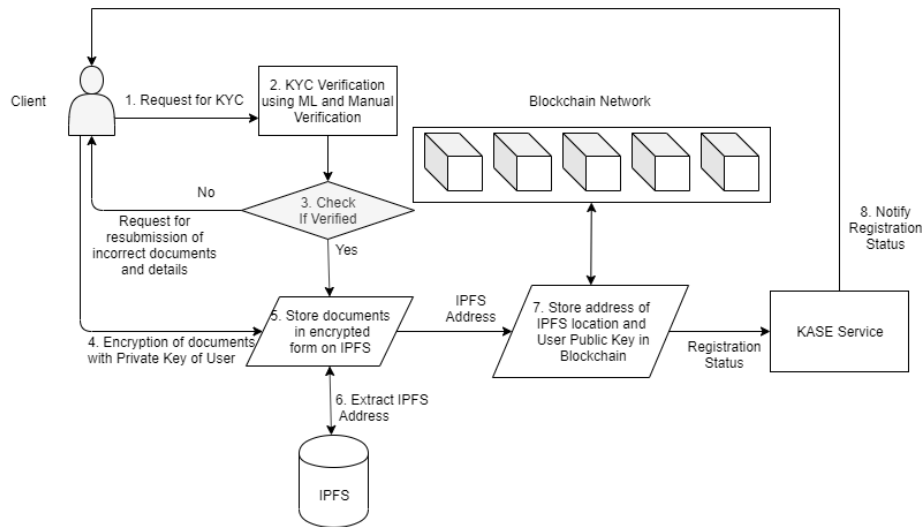 Client
1. Request for KYC
2. KYC Verification
using ML and Manual
Verification
Blockchain Network
3. Check
If Verified
No
Request for
resubmission of
incorrect documents
and details
Yes
8. Notify
Registration
Status
4. Encryption of documents
with Private Key of User
5. Store documents
in encrypted
form on IPFS
IPFS
Address
7. Store address of
IPFS location and
User Public Key in
Blockchain
Registration
Status
KASE Service
6. Extract IPFS
Address
IPFS